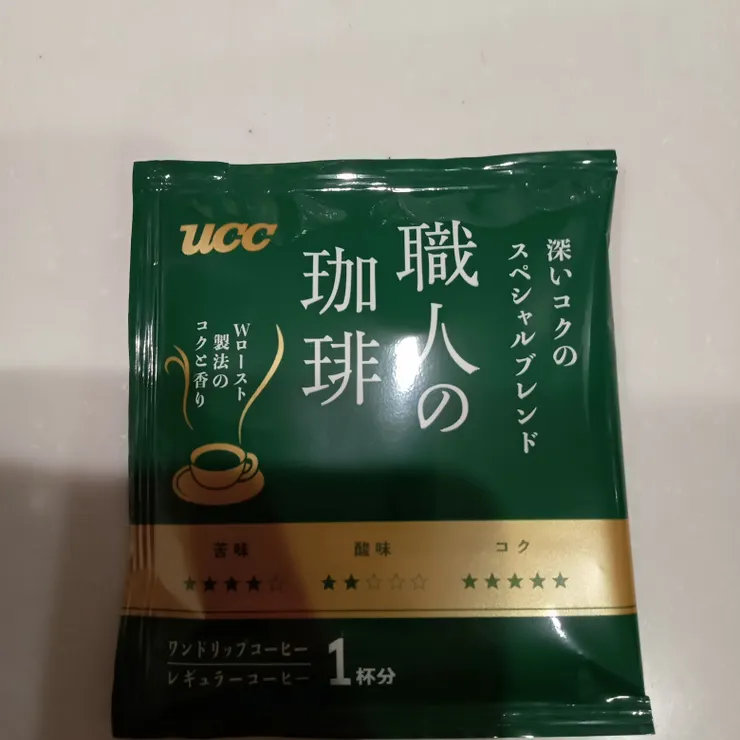 UCC
深いコクの
スペシャルブレンド
職人の
珈琲
Wロースト
製法の
コクと香り
苦味
★★★★☆
酸味
★★☆☆☆
コク
★★★★★
ワンドリップコーヒー
レギュラーコーヒー
1杯分